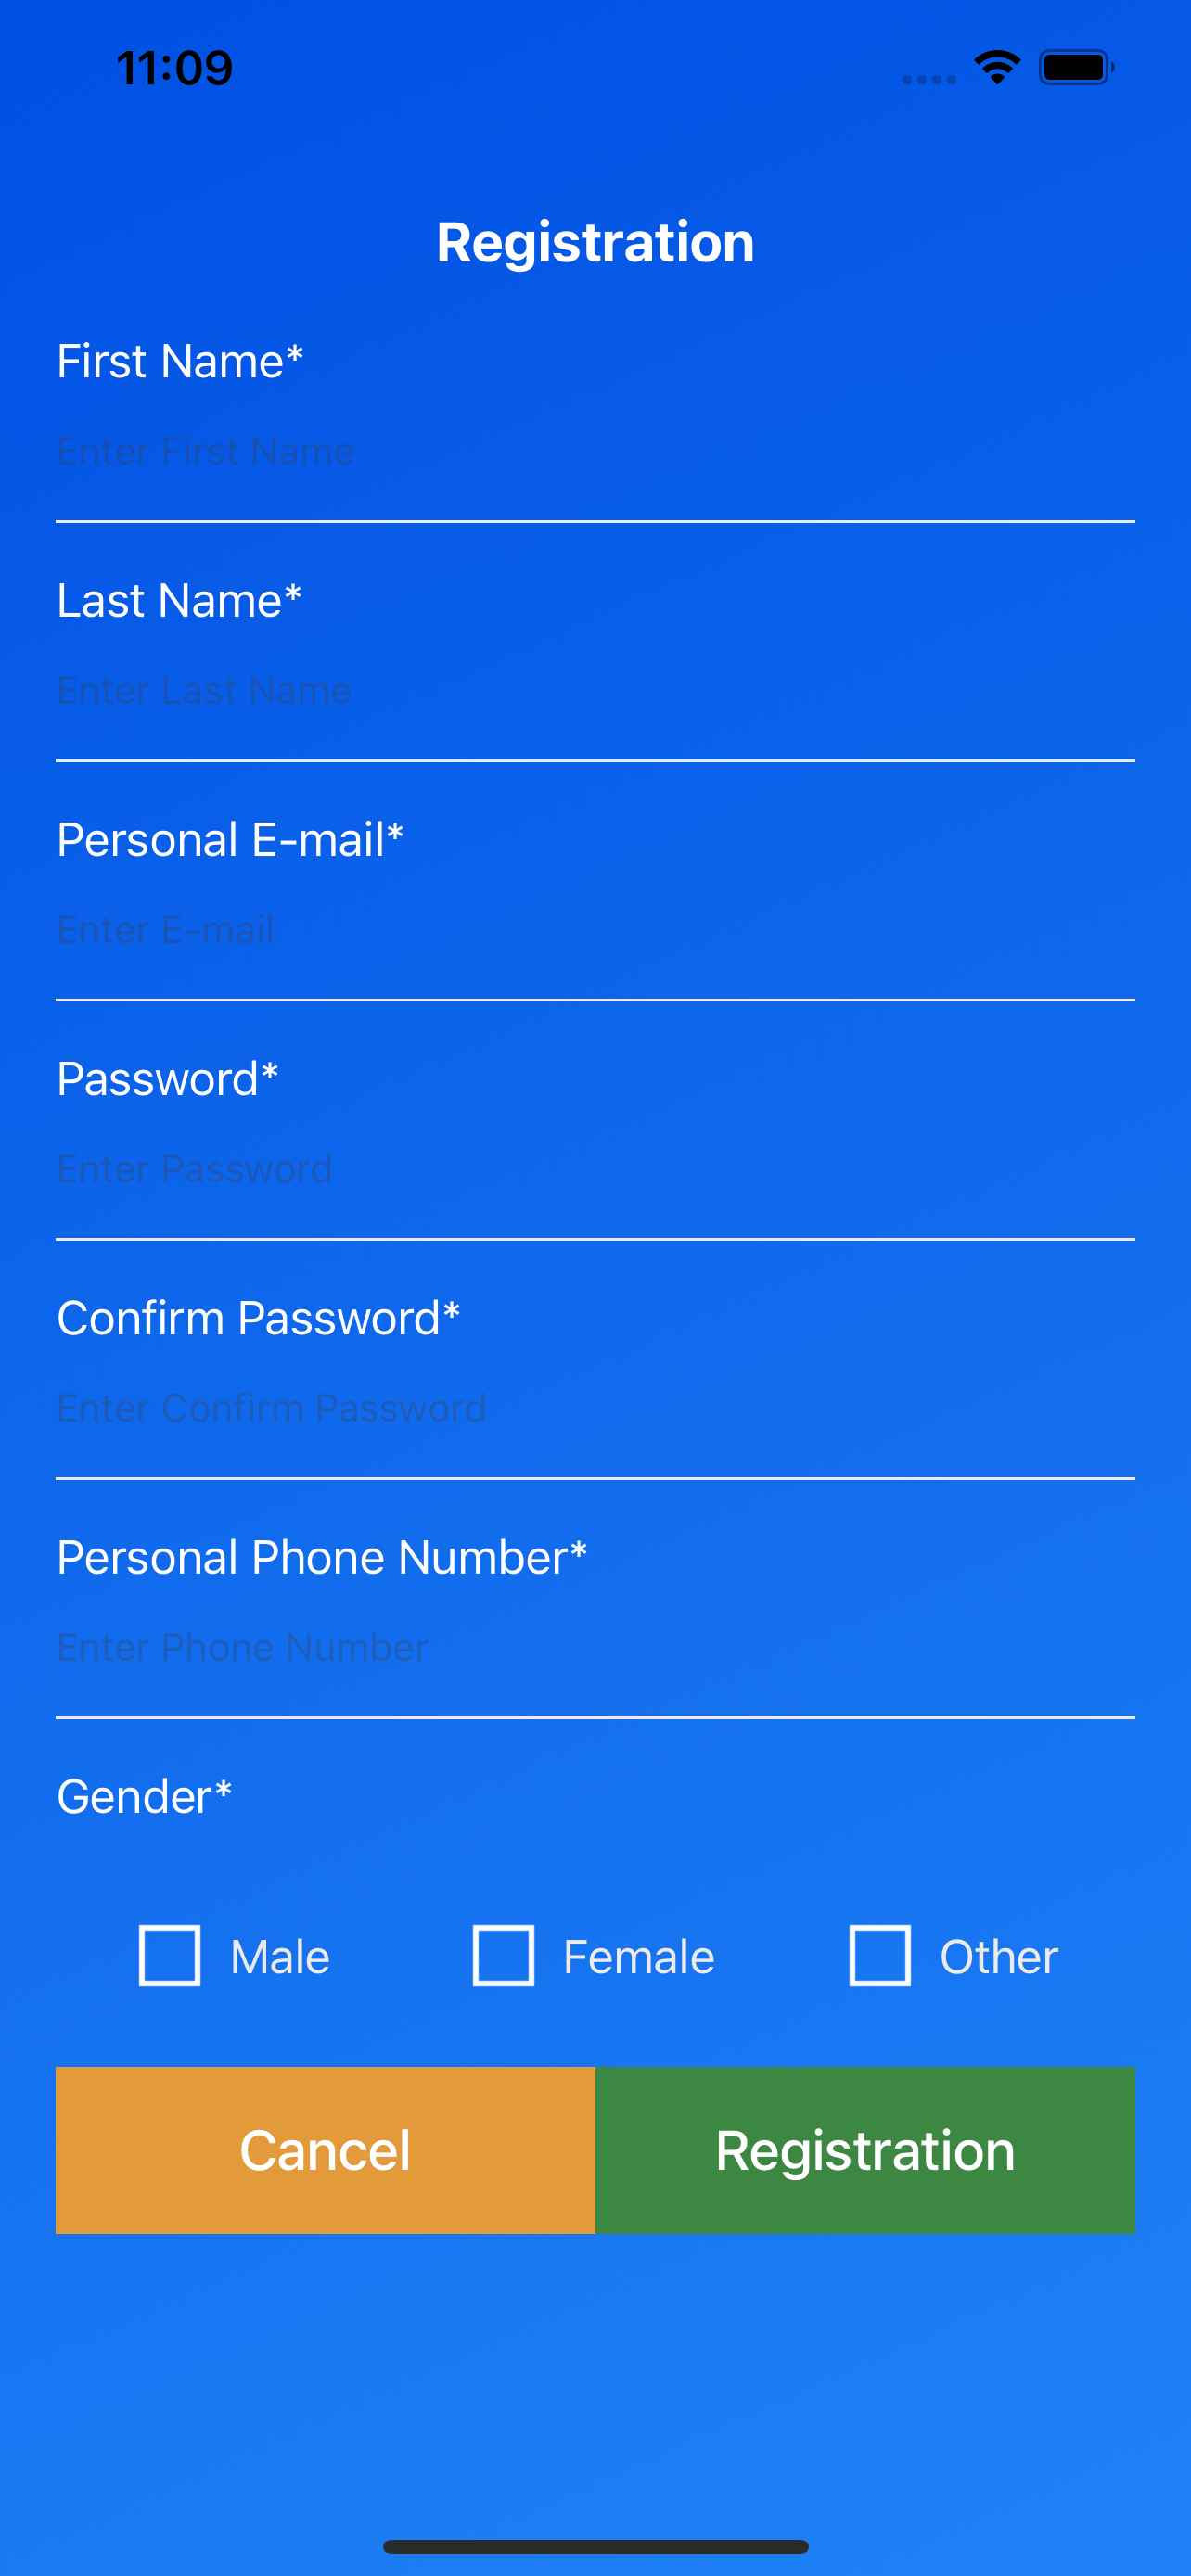 11:09
Registration
First Name*
Enter First Name
Last Name*
Enter Last Name
Personal E-mail*
Enter E-mail
Password*
Enter Password
Confirm Password*
Enter Confirm Password
Personal Phone Number*
Enter Phone Number
Gender*
Male Female Other
Cancel Registration